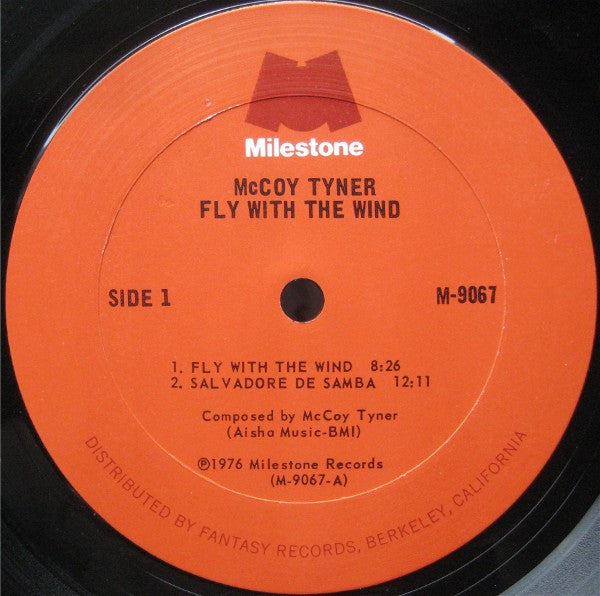 Milestone
McCOY TYNER
FLY WITH THE WIND
SIDE 1
M-9067
1. FLY WITH THE WIND 8:26
2. SALVADORE DE SAMBA 12:11
Composed by McCoy Tyner
(Aisha Music-BMI)
℗1976 Milestone Records
(M-9067-A)
DISTRIBUTED BY FANTASY RECORDS, BERKELEY, CALIFORNIA